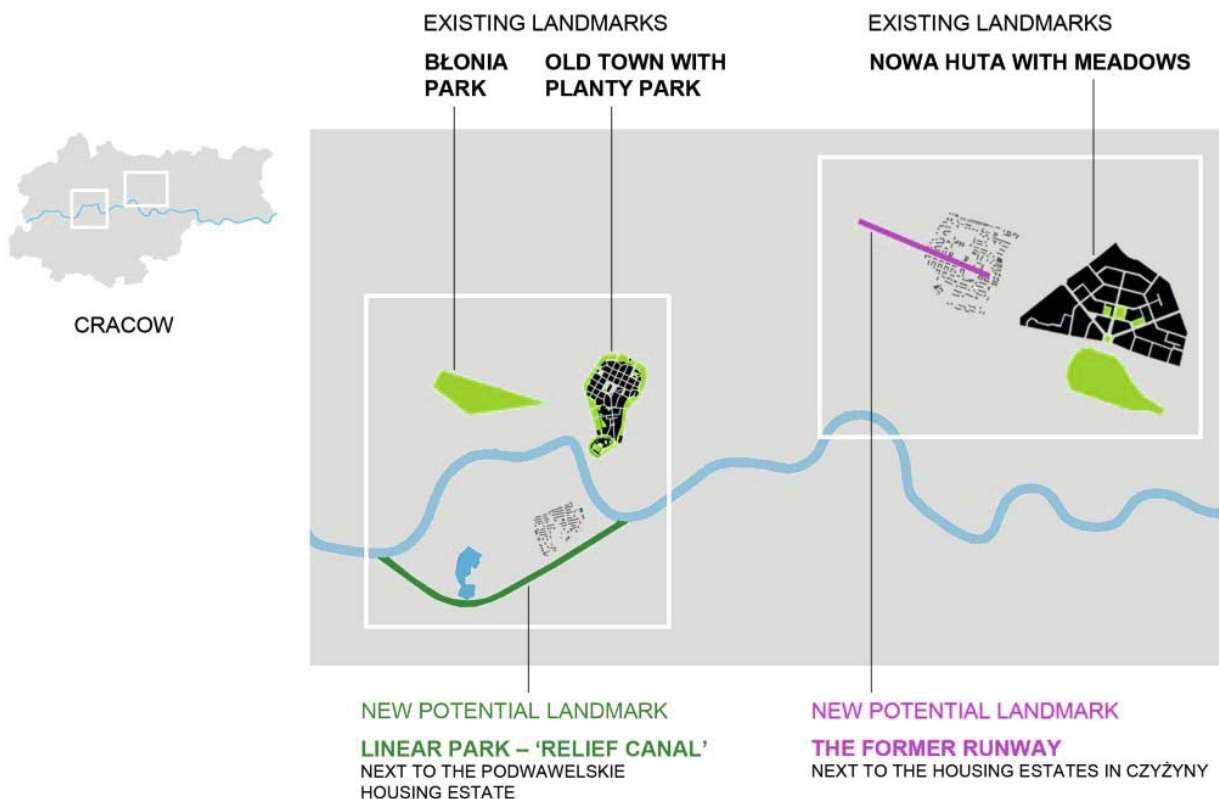 EXISTING LANDMARKS
BŁONIA
PARK
OLD TOWN WITH
PLANTY PARK
EXISTING LANDMARKS
NOWA HUTA WITH MEADOWS
CRACOW
NEW POTENTIAL LANDMARK
LINEAR PARK – ‘RELIEF CANAL’
NEXT TO THE PODWAWELSKIE
HOUSING ESTATE
NEW POTENTIAL LANDMARK
THE FORMER RUNWAY
NEXT TO THE HOUSING ESTATES IN CZYŻYNY